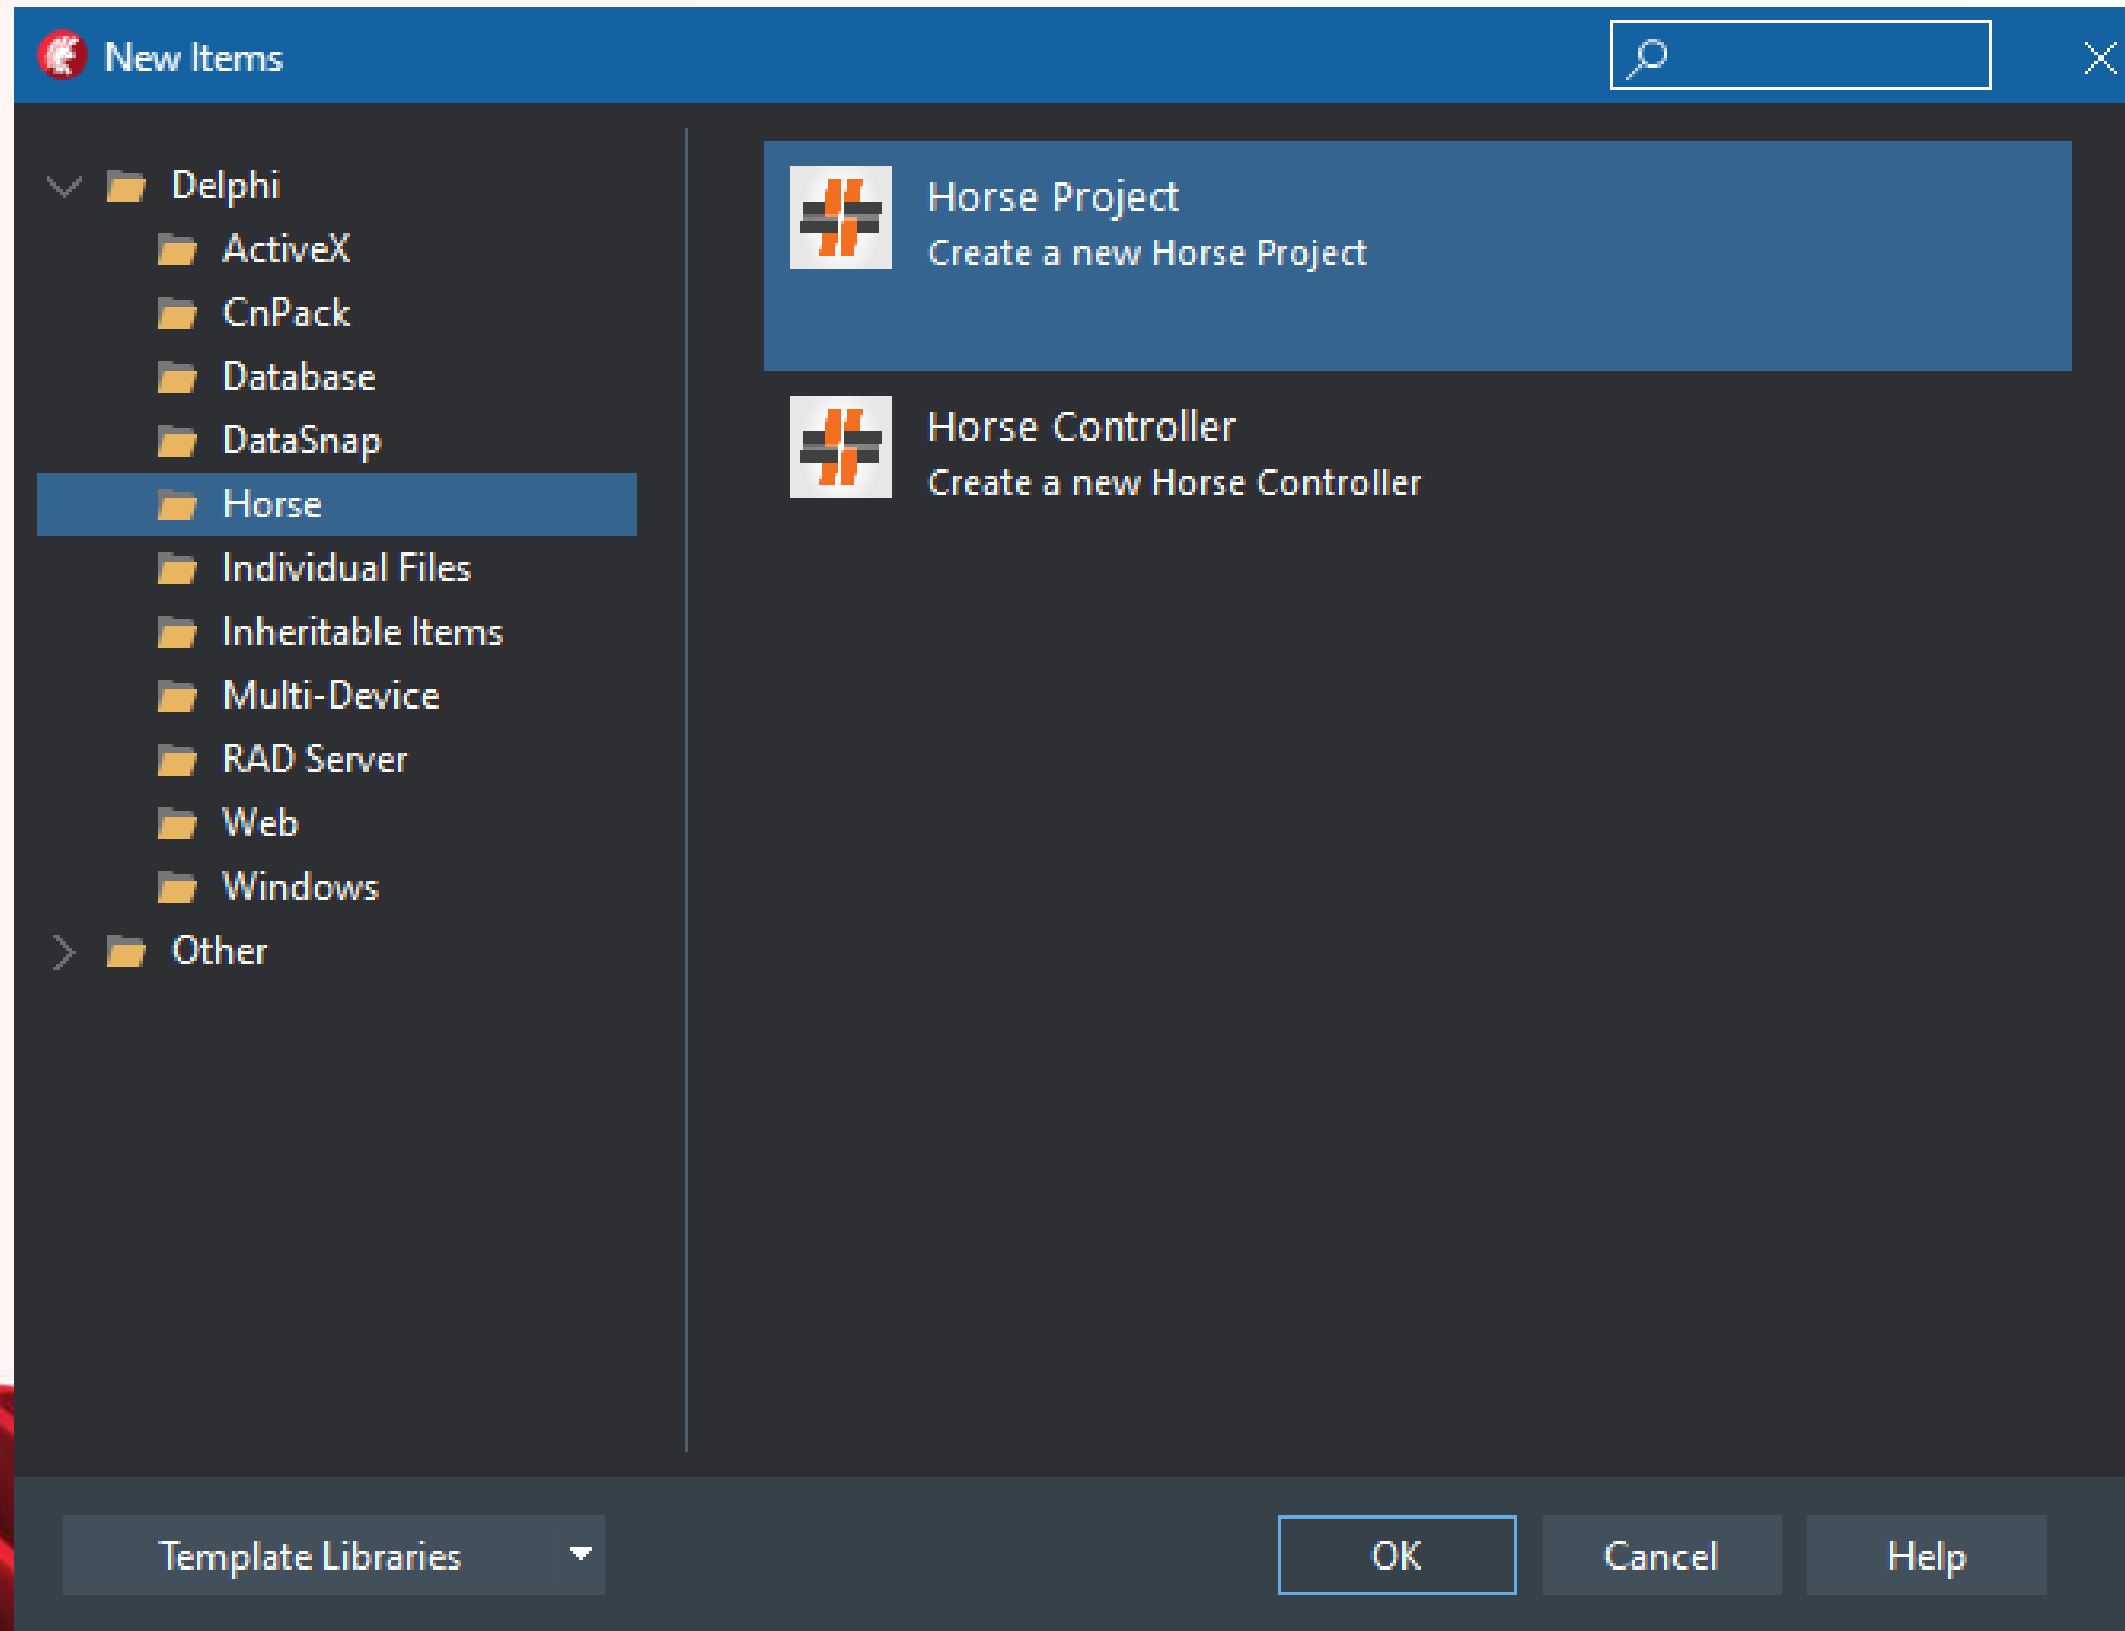 New Items
Delphi
ActiveX
CnPack
Database
DataSnap
Horse
Individual Files
Inheritable Items
Multi-Device
RAD Server
Web
Windows
Other
Horse Project
Create a new Horse Project
Horse Controller
Create a new Horse Controller
Template Libraries
OK
Cancel
Help